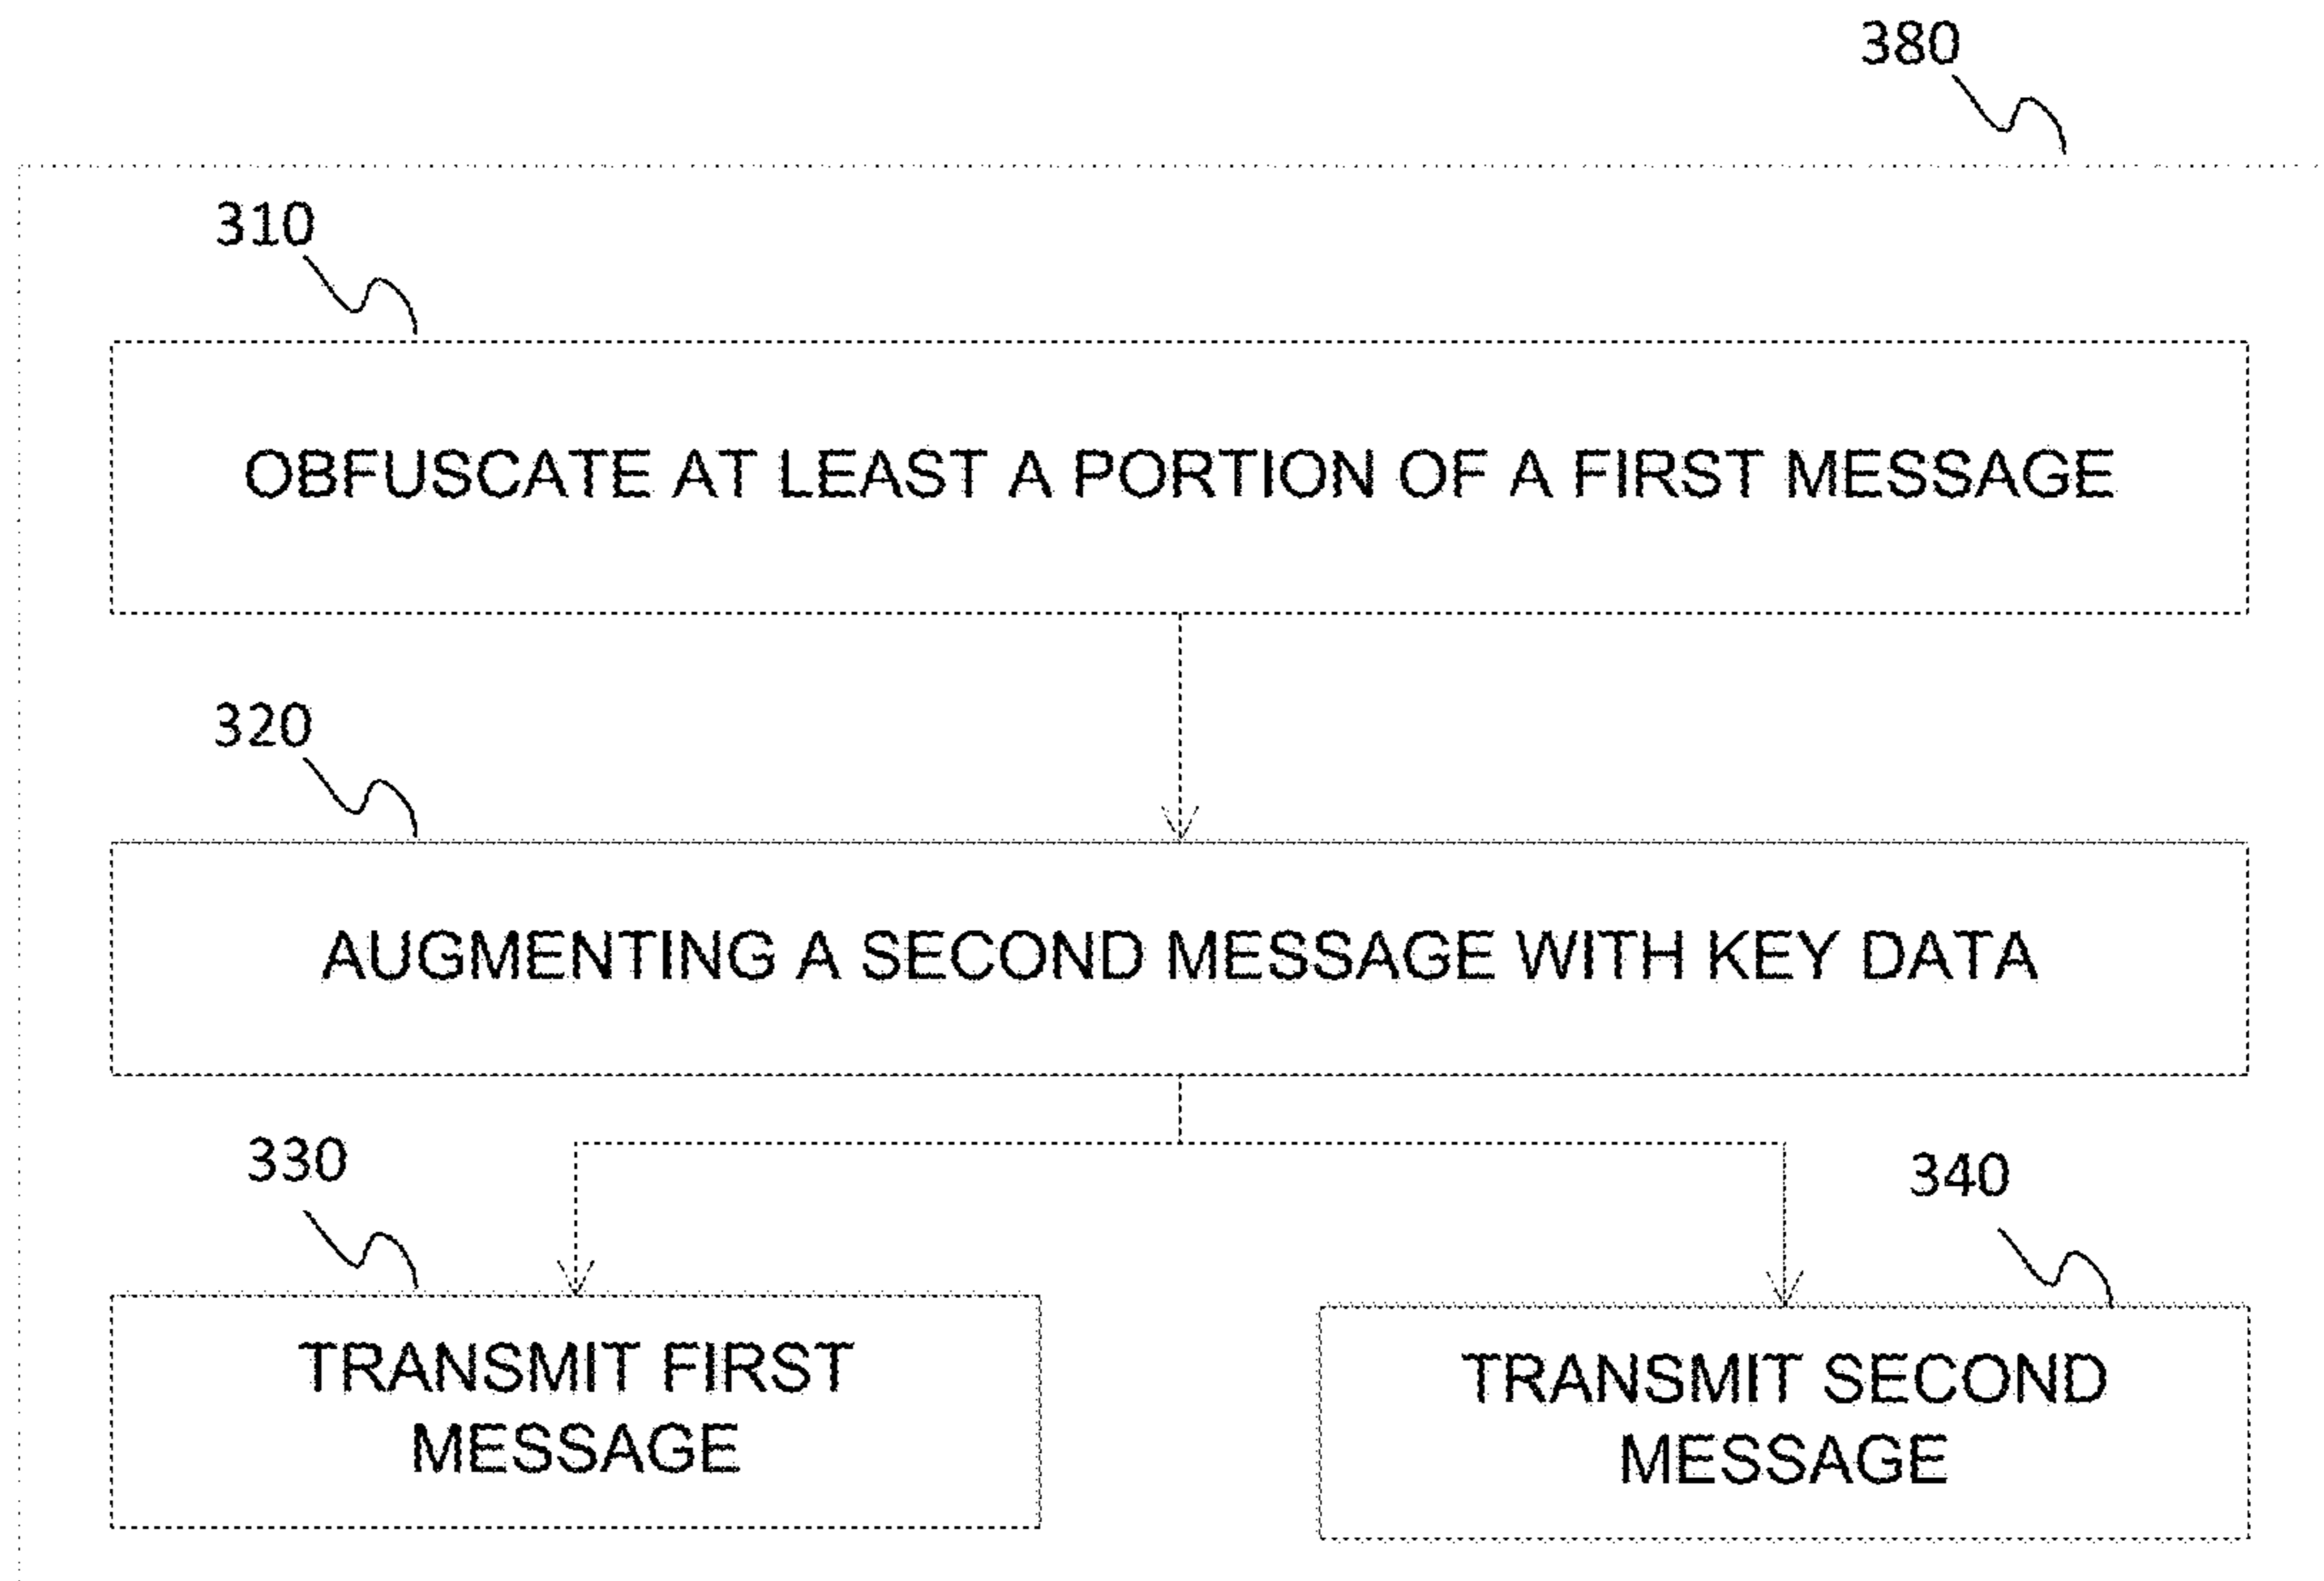 380
310
OBFUSCATE AT LEAST A PORTION OF A FIRST MESSAGE
320
AUGMENTING A SECOND MESSAGE WITH KEY DATA
330
340
TRANSMIT FIRST
MESSAGE
TRANSMIT SECOND
MESSAGE